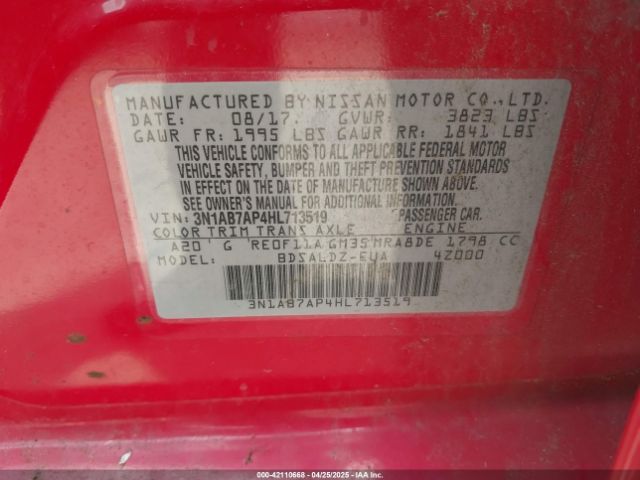 MANUFACTURED BY NISSAN MOTOR CO.,LTD.
DATE: 08/17. GVWR: 3823 LBS
GAWR FR: 1995 LBS GAWR RR: 1841 LBS
THIS VEHICLE CONFORMS TO ALL APPLICABLE FEDERAL MOTOR
VEHICLE SAFETY, BUMPER AND THEFT PREVENTION STANDARDS
IN EFFECT ON THE DATE OF MANUFACTURE SHOWN ABOVE.
SEE OWNER'S MANUAL FOR ADDITIONAL INFORMATION.
VIN: 3N1AB7AP4HL713519 PASSENGER CAR.
COLOR TRIM TRANS AXLE ENGINE
A20 G RE0F11A GM35 MRA8DE 1798 CC
MODEL: BDSALDZ-EUA 4Z000
3N1AB7AP4HL713519
000-42110668 - 04/25/2025 - IAA Inc.